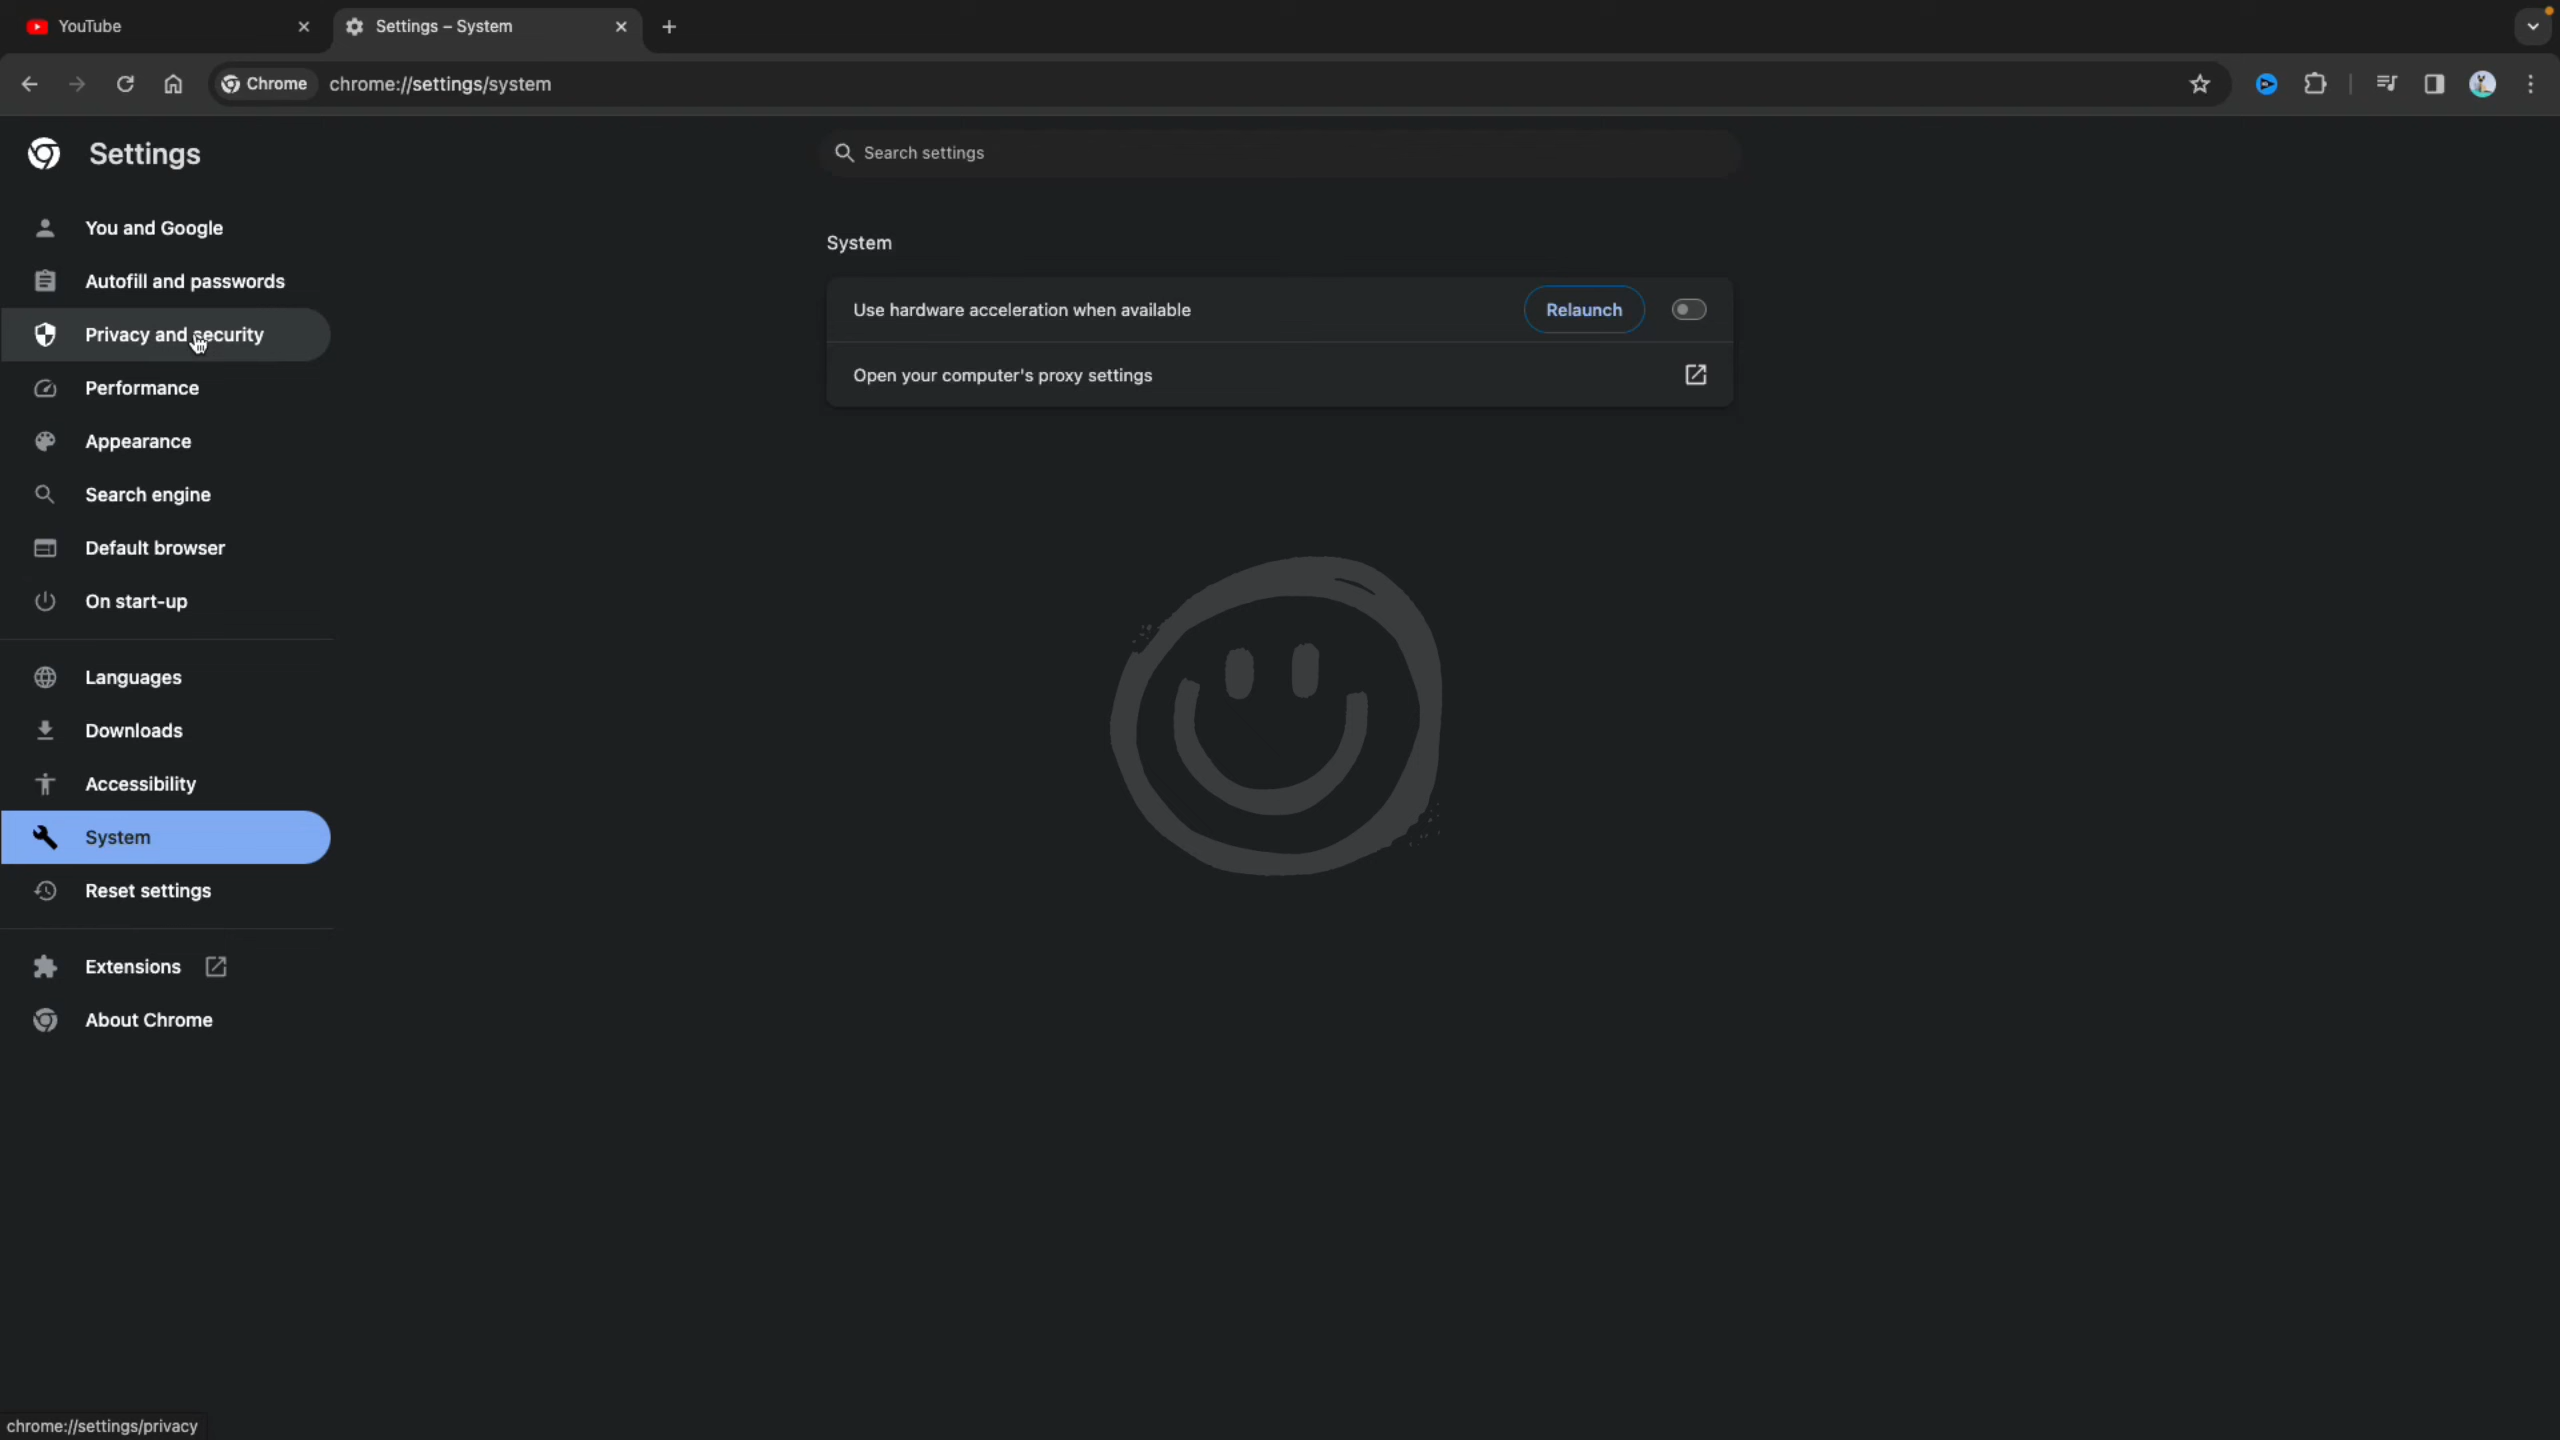 YouTube
Settings – System
Chrome
chrome://settings/system
Settings
Search settings
You and Google
Autofill and passwords
Privacy and security
Performance
Appearance
Search engine
Default browser
On start-up
Languages
Downloads
Accessibility
System
Reset settings
Extensions
About Chrome
System
Use hardware acceleration when available
Relaunch
Open your computer's proxy settings
chrome://settings/privacy